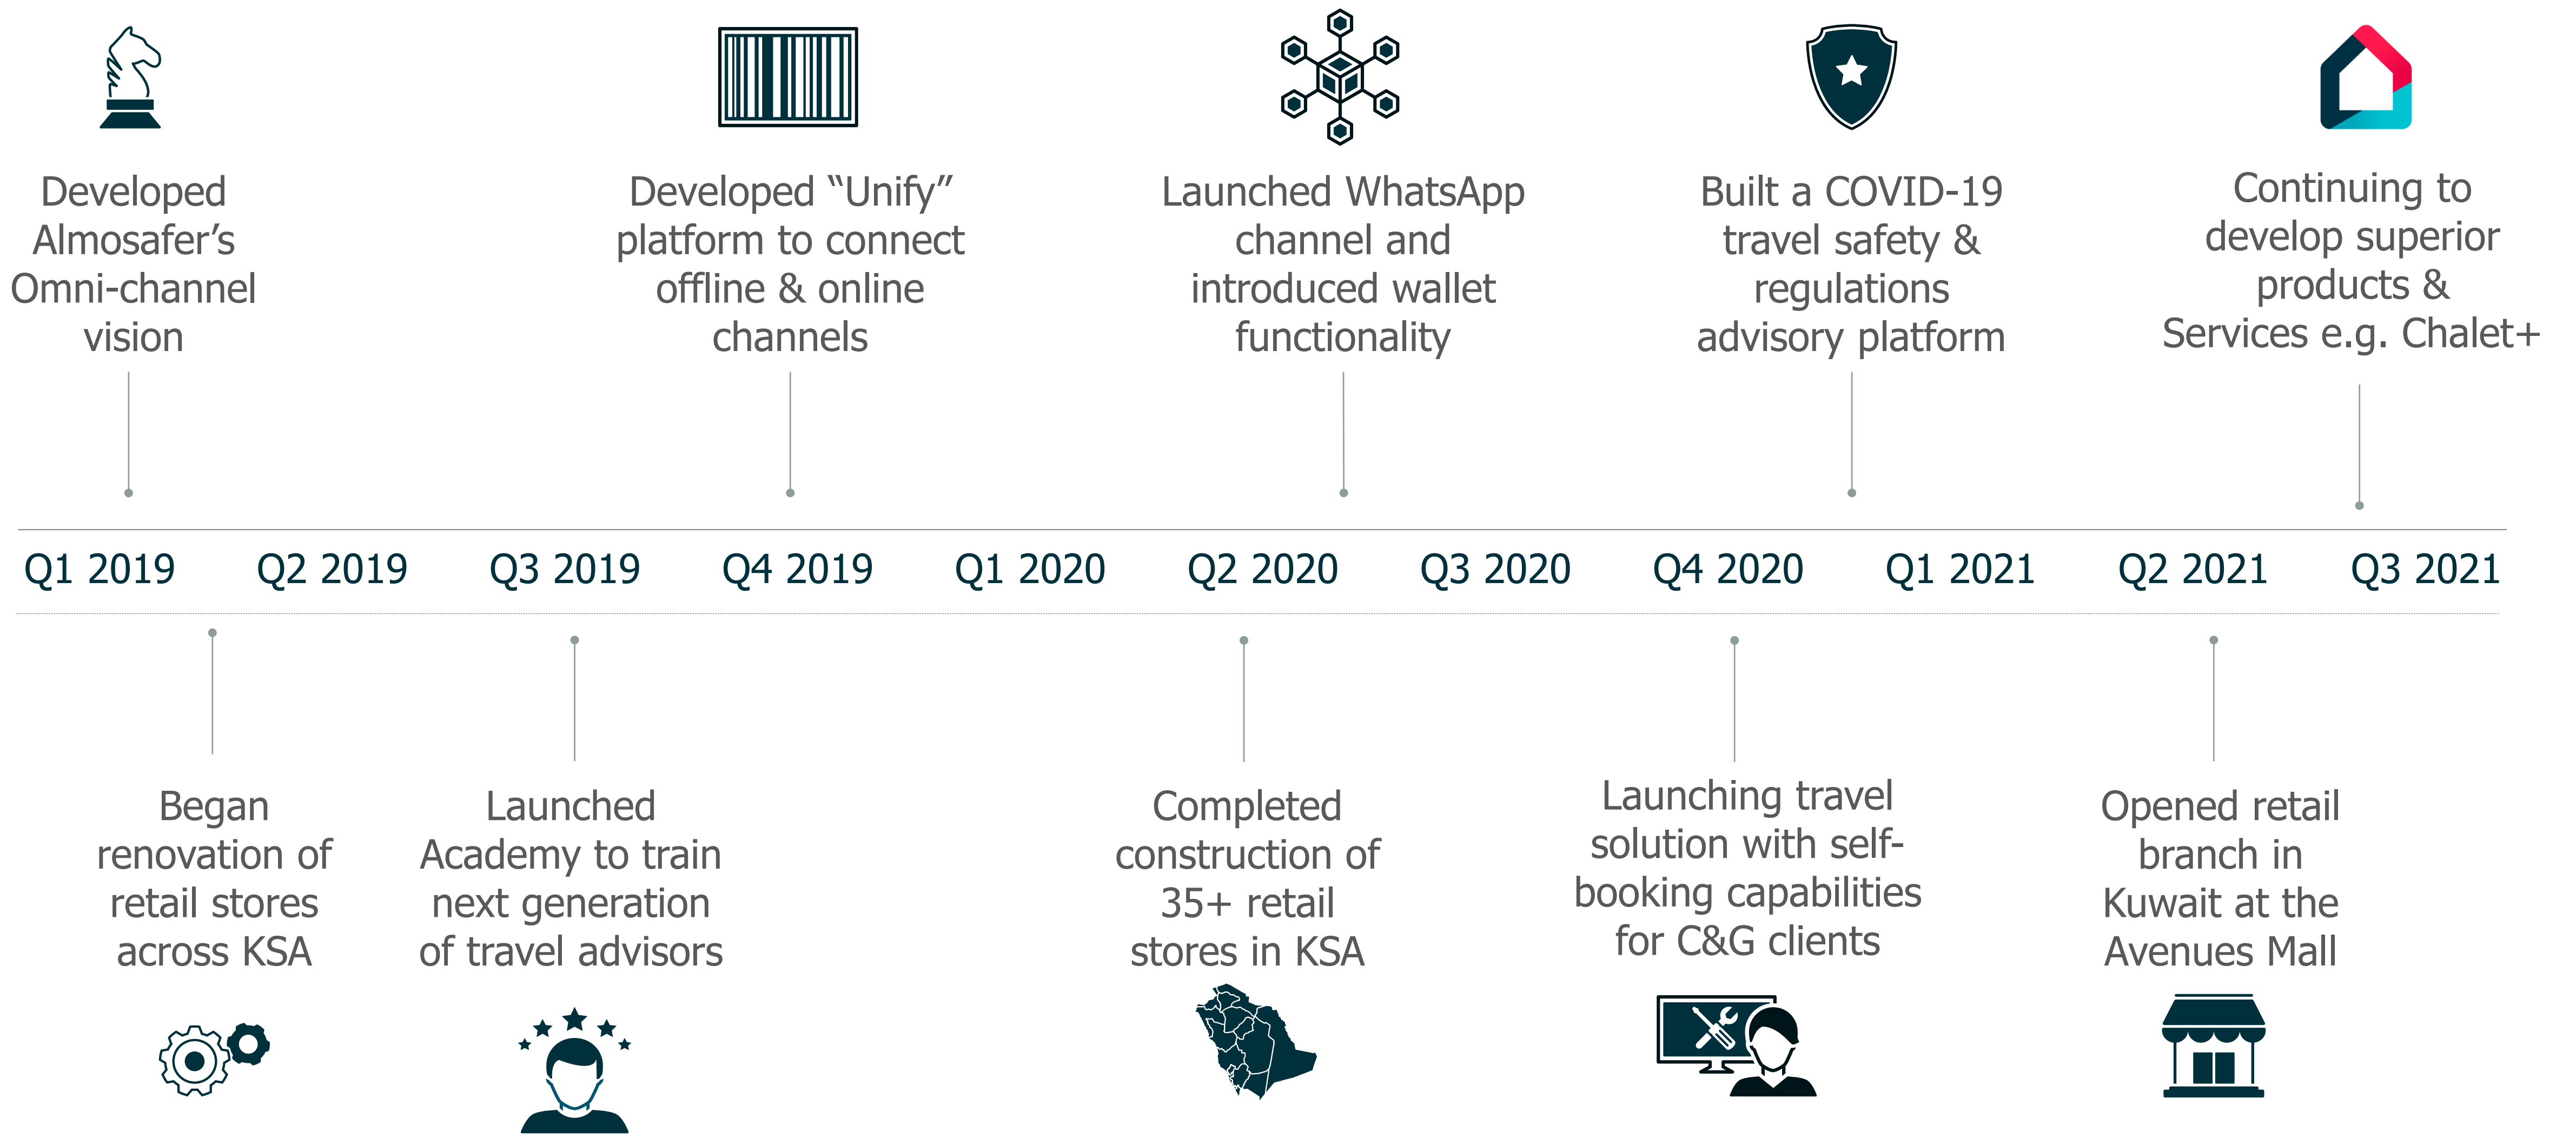 Developed
Almosafer’s
Omni-channel
vision
Developed “Unify”
platform to connect
offline & online
channels
Launched WhatsApp
channel and
introduced wallet
functionality
Built a COVID-19
travel safety &
regulations
advisory platform
Continuing to
develop superior
products &
Services e.g. Chalet+
Q1 2019 Q2 2019 Q3 2019 Q4 2019 Q1 2020 Q2 2020 Q3 2020 Q4 2020 Q1 2021 Q2 2021 Q3 2021
Began
renovation of
retail stores
across KSA
Launched
Academy to train
next generation
of travel advisors
Completed
construction of
35+ retail
stores in KSA
Launching travel
solution with self-
booking capabilities
for C&G clients
Opened retail
branch in
Kuwait at the
Avenues Mall